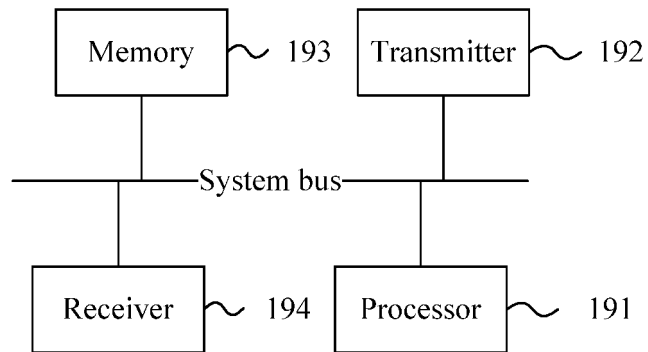 Memory 193 Transmitter 192
System bus
Receiver 194 Processor 191